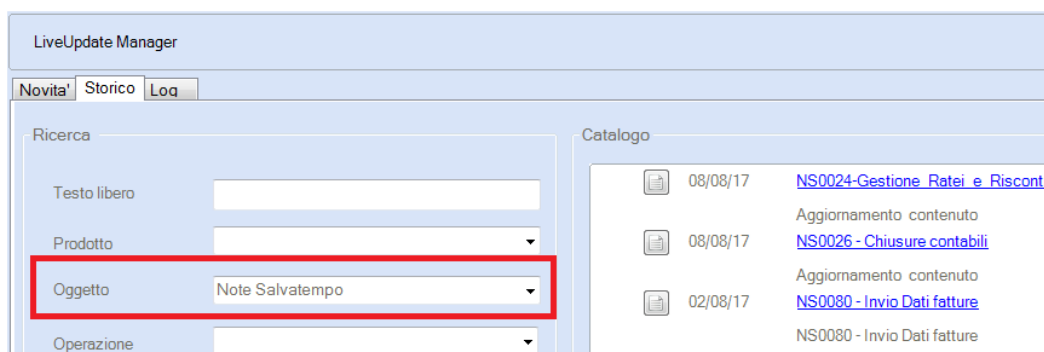 LiveUpdate Manager
Novita' Storico Log
Ricerca
Testo libero
Prodotto
Oggetto Note Salvatempo
Operazione
Catalogo
08/08/17 NS0024-Gestione Ratei e Riscont
Aggiornamento contenuto
08/08/17 NS0026 - Chiusure contabili
Aggiornamento contenuto
02/08/17 NS0080 - Invio Dati fatture
NS0080 - Invio Dati fatture